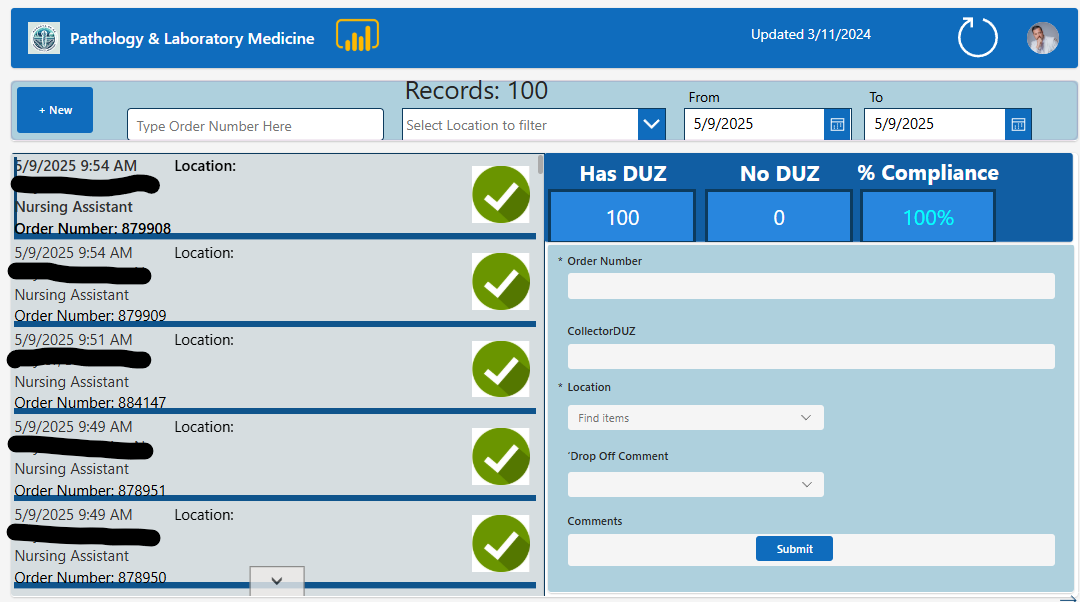 Pathology & Laboratory Medicine
Updated 3/11/2024
+ New
Type Order Number Here
Records: 100
Select Location to filter
From
5/9/2025
To
5/9/2025
5/9/2025 9:54 AM
Location:
Nursing Assistant
Order Number: 879908
5/9/2025 9:54 AM
Location:
Nursing Assistant
Order Number: 879909
5/9/2025 9:51 AM
Location:
Nursing Assistant
Order Number: 884147
5/9/2025 9:49 AM
Location:
Nursing Assistant
Order Number: 878951
5/9/2025 9:49 AM
Location:
Nursing Assistant
Order Number: 878950
Has DUZ
No DUZ
% Compliance
100
0
100%
* Order Number
CollectorDUZ
* Location
Find items
*Drop Off Comment
Comments
Submit